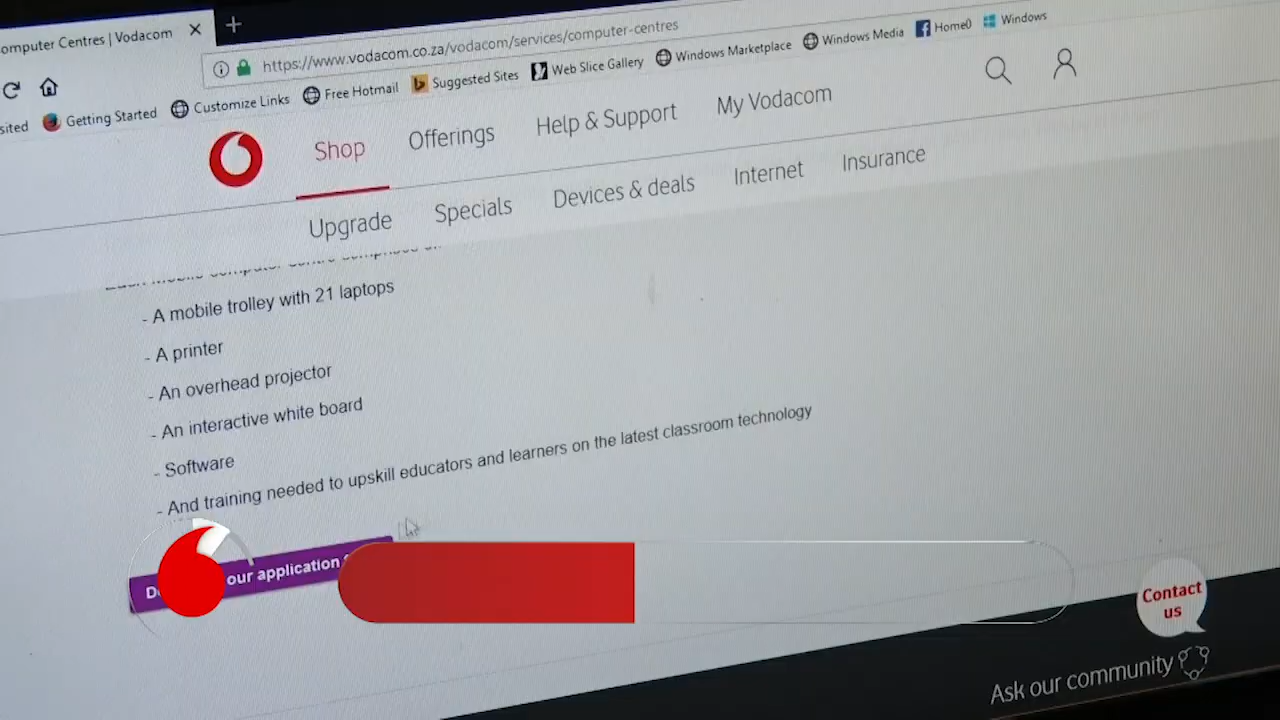 omputer Centres | Vodacom
https://www.vodacom.co.za/vodacom/services/computer-centres
sited Getting Started Customize Links Free Hotmail Suggested Sites Web Slice Gallery Windows Marketplace Windows Media Home0 Windows
Shop Offerings Help & Support My Vodacom
Upgrade Specials Devices & deals Internet Insurance
- A mobile trolley with 21 laptops
- A printer
- An overhead projector
- An interactive white board
- Software
- And training needed to upskill educators and learners on the latest classroom technology
our application
Contact
us
Ask our community